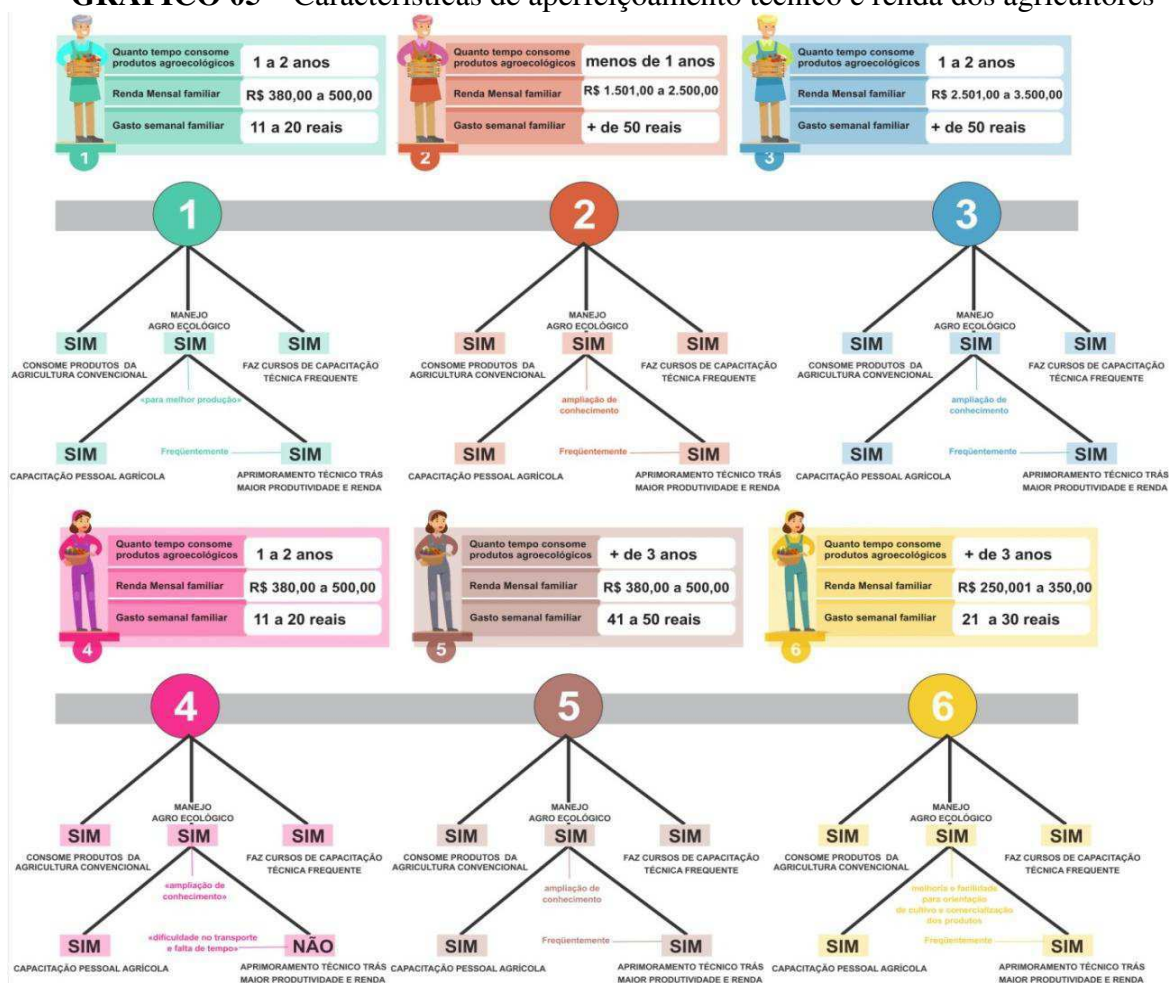 GRÁFICO 05 – Características de aperfeiçoamento técnico e renda dos agricultores
Quanto tempo consome
produtos agroecológicos
1 a 2 anos
Renda Mensal familiar
R$ 380,00 a 500,00
Gasto semanal familiar
11 a 20 reais
1
Quanto tempo consome
produtos agroecológicos
menos de 1 anos
Renda Mensal familiar
R$ 1.501,00 a 2.500,00
Gasto semanal familiar
+ de 50 reais
2
Quanto tempo consome
produtos agroecológicos
1 a 2 anos
Renda Mensal familiar
R$ 2.501,00 a 3.500,00
Gasto semanal familiar
+ de 50 reais
3
1
MANEJO
AGRO ECOLÓGICO
SIM
SIM
SIM
CONSOME PRODUTOS DA
AGRICULTURA CONVENCIONAL
FAZ CURSOS DE CAPACITAÇÃO
TÉCNICA FREQUENTE
«para melhor produção»
SIM
Freqüentemente
SIM
CAPACITAÇÃO PESSOAL AGRÍCOLA
APRIMORAMENTO TÉCNICO TRÁS
MAIOR PRODUTIVIDADE E RENDA
2
MANEJO
AGRO ECOLÓGICO
SIM
SIM
SIM
CONSOME PRODUTOS DA
AGRICULTURA CONVENCIONAL
FAZ CURSOS DE CAPACITAÇÃO
TÉCNICA FREQUENTE
ampliação de
conhecimento
SIM
Freqüentemente
SIM
CAPACITAÇÃO PESSOAL AGRÍCOLA
APRIMORAMENTO TÉCNICO TRÁS
MAIOR PRODUTIVIDADE E RENDA
3
MANEJO
AGRO ECOLÓGICO
SIM
SIM
SIM
CONSOME PRODUTOS DA
AGRICULTURA CONVENCIONAL
FAZ CURSOS DE CAPACITAÇÃO
TÉCNICA FREQUENTE
ampliação de
conhecimento
SIM
Freqüentemente
SIM
CAPACITAÇÃO PESSOAL AGRÍCOLA
APRIMORAMENTO TÉCNICO TRÁS
MAIOR PRODUTIVIDADE E RENDA
Quanto tempo consome
produtos agroecológicos
1 a 2 anos
Renda Mensal familiar
R$ 380,00 a 500,00
Gasto semanal familiar
11 a 20 reais
4
Quanto tempo consome
produtos agroecológicos
+ de 3 anos
Renda Mensal familiar
R$ 380,00 a 500,00
Gasto semanal familiar
41 a 50 reais
5
Quanto tempo consome
produtos agroecológicos
+ de 3 anos
Renda Mensal familiar
R$ 250,001 a 350,00
Gasto semanal familiar
21 a 30 reais
6
4
MANEJO
AGRO ECOLÓGICO
SIM
SIM
SIM
CONSOME PRODUTOS DA
AGRICULTURA CONVENCIONAL
FAZ CURSOS DE CAPACITAÇÃO
TÉCNICA FREQUENTE
«ampliação de
conhecimento»
SIM
«dificuldade no transporte
e falta de tempo»
NÃO
CAPACITAÇÃO PESSOAL AGRÍCOLA
APRIMORAMENTO TÉCNICO TRÁS
MAIOR PRODUTIVIDADE E RENDA
5
MANEJO
AGRO ECOLÓGICO
SIM
SIM
SIM
CONSOME PRODUTOS DA
AGRICULTURA CONVENCIONAL
FAZ CURSOS DE CAPACITAÇÃO
TÉCNICA FREQUENTE
ampliação de
conhecimento
SIM
Freqüentemente
SIM
CAPACITAÇÃO PESSOAL AGRÍCOLA
APRIMORAMENTO TÉCNICO TRÁS
MAIOR PRODUTIVIDADE E RENDA
6
MANEJO
AGRO ECOLÓGICO
SIM
SIM
SIM
CONSOME PRODUTOS DA
AGRICULTURA CONVENCIONAL
FAZ CURSOS DE CAPACITAÇÃO
TÉCNICA FREQUENTE
melhoria e facilidade
para orientação
de cultivo e comercialização
dos produtos
SIM
Freqüentemente
SIM
CAPACITAÇÃO PESSOAL AGRÍCOLA
APRIMORAMENTO TÉCNICO TRÁS
MAIOR PRODUTIVIDADE E RENDA